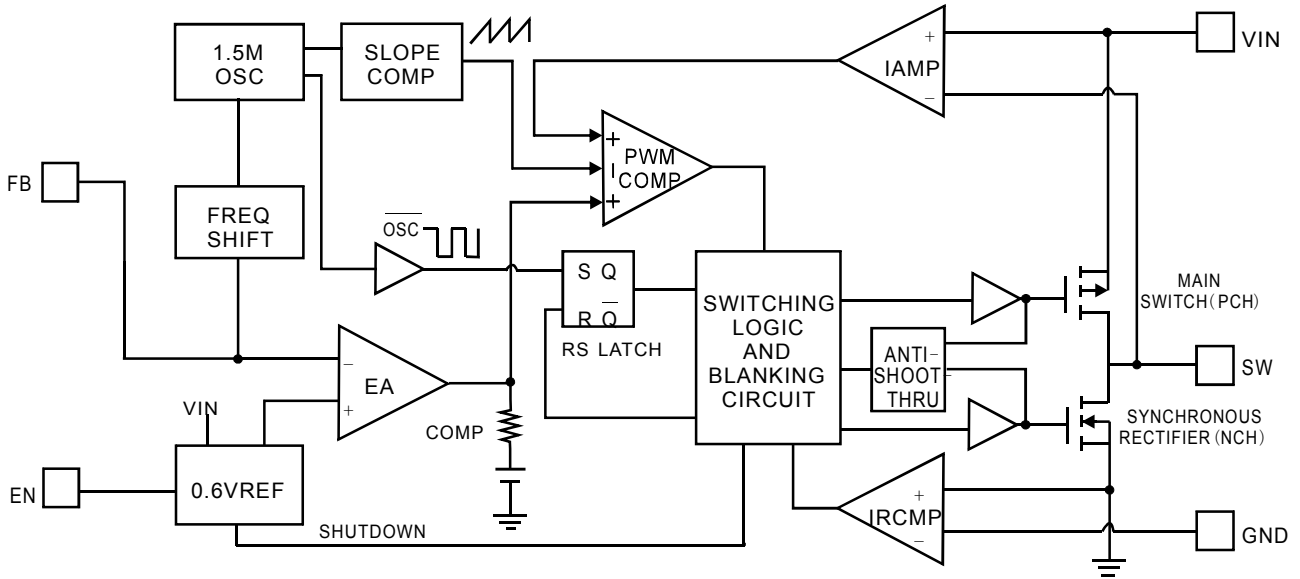 1.5M
OSC
SLOPE
COMP
+
IAMP
−
VIN
FB
FREQ
SHIFT
+
PWM
−
COMP
+
OSC
S Q
R Q
RS LATCH
SWITCHING
LOGIC
AND
BLANKING
CIRCUIT
MAIN
SWITCH(PCH)
ANTI-
SHOOT-
THRU
SW
SYNCHRONOUS
RECTIFIER(NCH)
−
EA
+
COMP
VIN
EN
0.6VREF
SHUTDOWN
+
IRCMP
−
GND